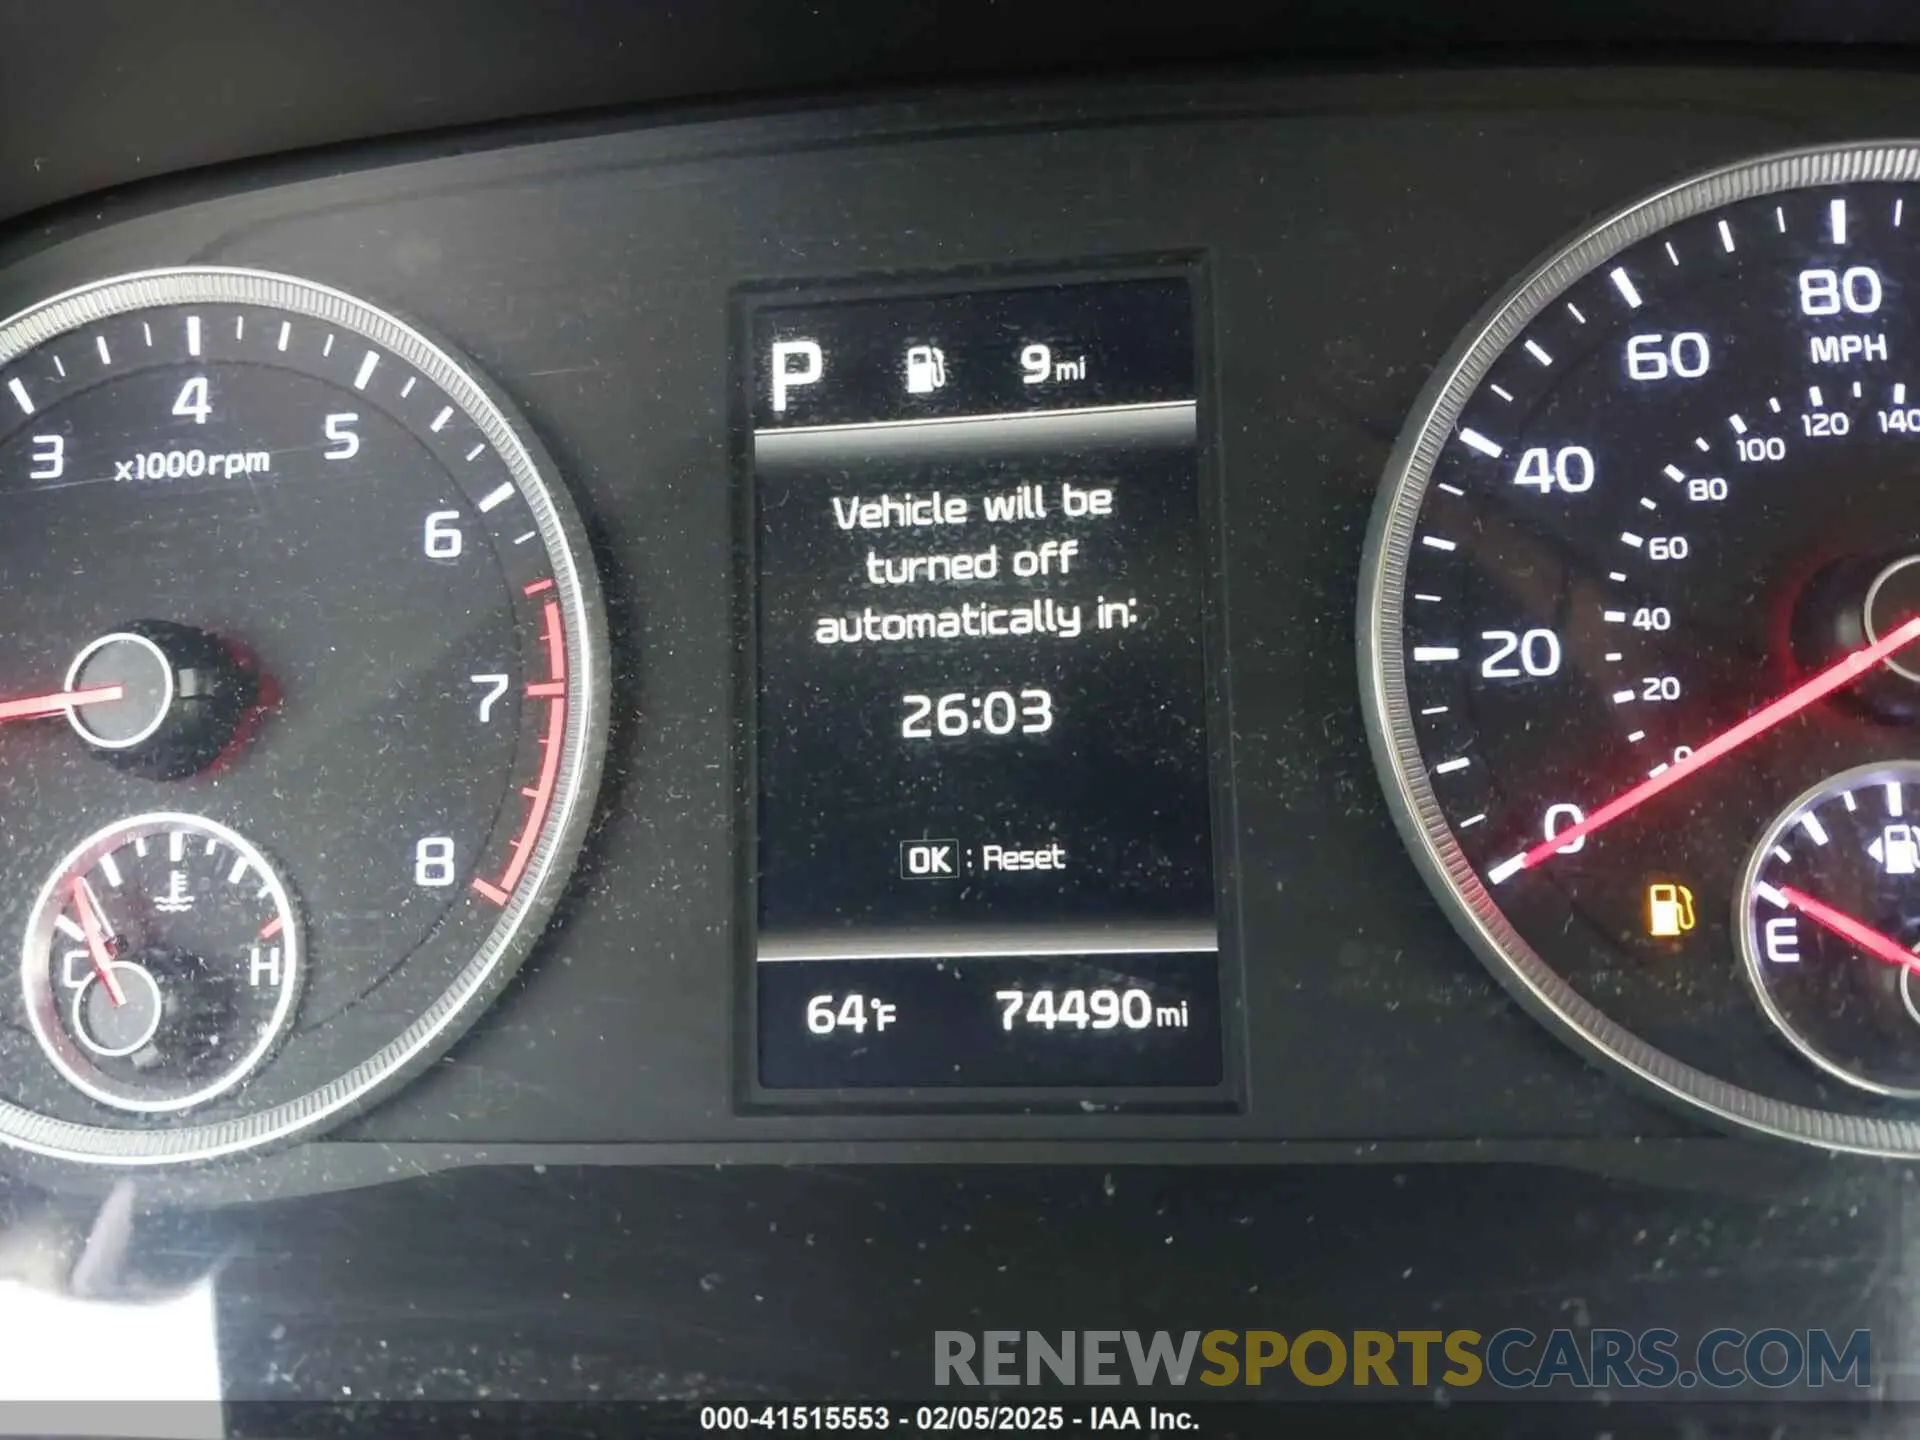 P 9mi
Vehicle will be
turned off
automatically in:
26:03
OK : Reset
64°F 74490mi
3 4 5 6 7 8
x1000rpm
C H
0 20 40 60 80
MPH
0 20 40 60 80 100 120 140
E
RENEWSPORTSCARS.COM
000-41515553 - 02/05/2025 - IAA Inc.